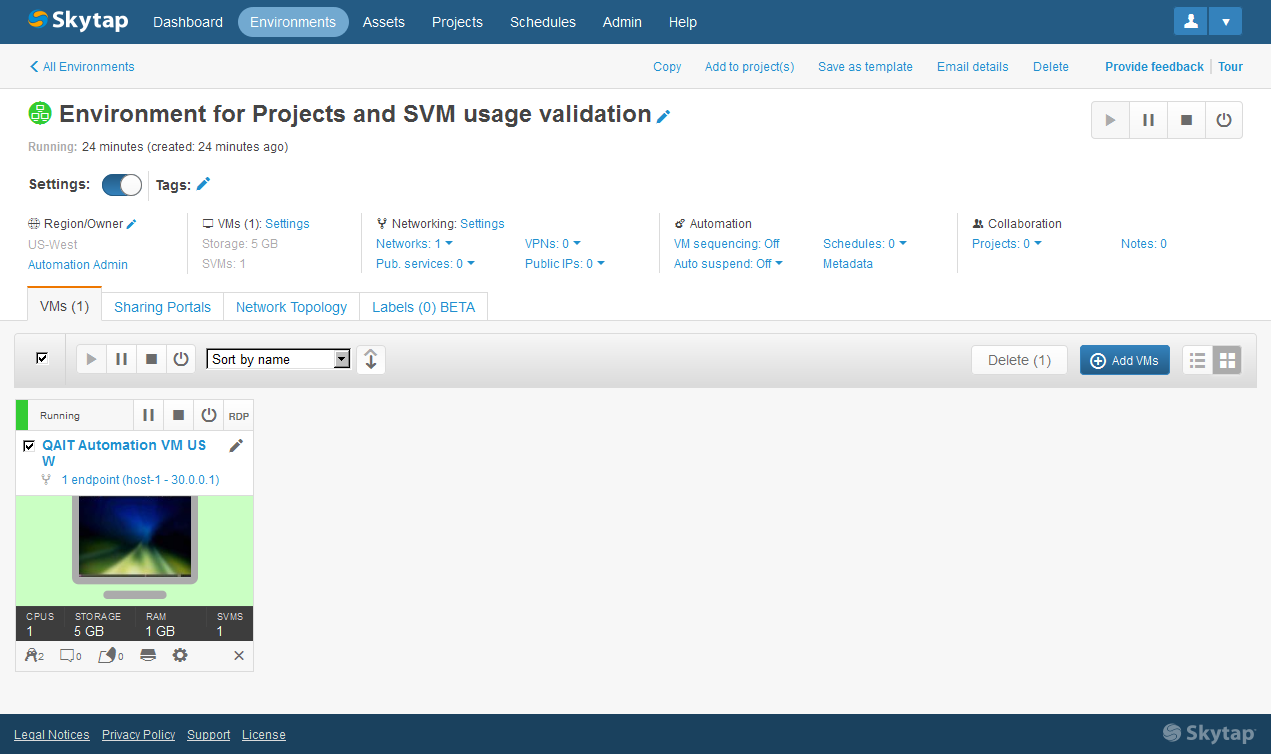 Skytap Dashboard Environments Assets Projects Schedules Admin Help
All Environments Copy Add to project(s) Save as template Email details Delete Provide feedback Tour
Environment for Projects and SVM usage validation
Running: 24 minutes (created: 24 minutes ago)
Settings: Tags:
Region/Owner VMs (1): Settings Networking: Settings Automation Collaboration
US-West Storage: 5 GB Networks: 1 VPNs: 0 VM sequencing: Off Schedules: 0 Projects: 0 Notes: 0
Automation Admin SVMs: 1 Pub. services: 0 Public IPs: 0 Auto suspend: Off Metadata
VMs (1) Sharing Portals Network Topology Labels (0) BETA
Sort by name Delete (1) Add VMs
Running RDP
QAIT Automation VM US
W
1 endpoint (host-1 - 30.0.0.1)
CPUS STORAGE RAM SVMS
1 5 GB 1 GB 1
2 0 0
Legal Notices Privacy Policy Support License Skytap